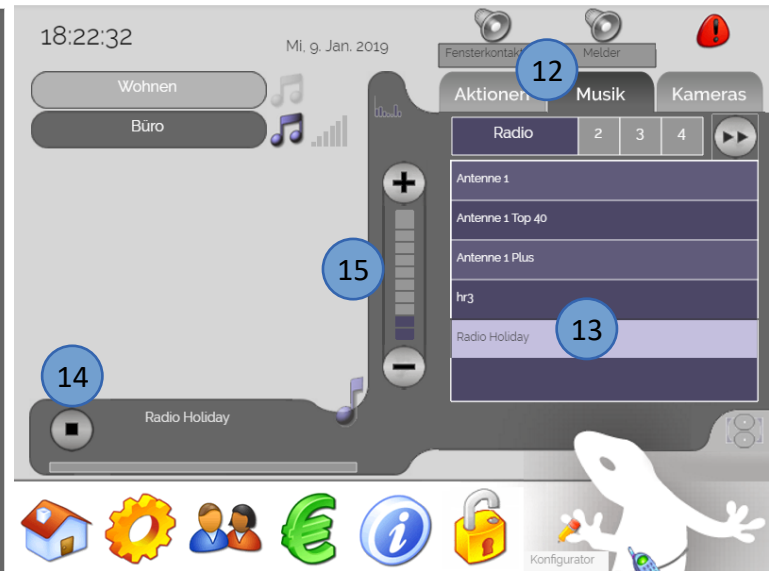 18:22:32
Mi, 9. Jan. 2019
Fensterkontakt
Melder
12
Aktionen
Musik
Kameras
Wohnen
Büro
Radio
2
3
4
Antenne 1
Antenne 1 Top 40
Antenne 1 Plus
hr3
Radio Holiday
13
15
14
Radio Holiday
Konfigurator